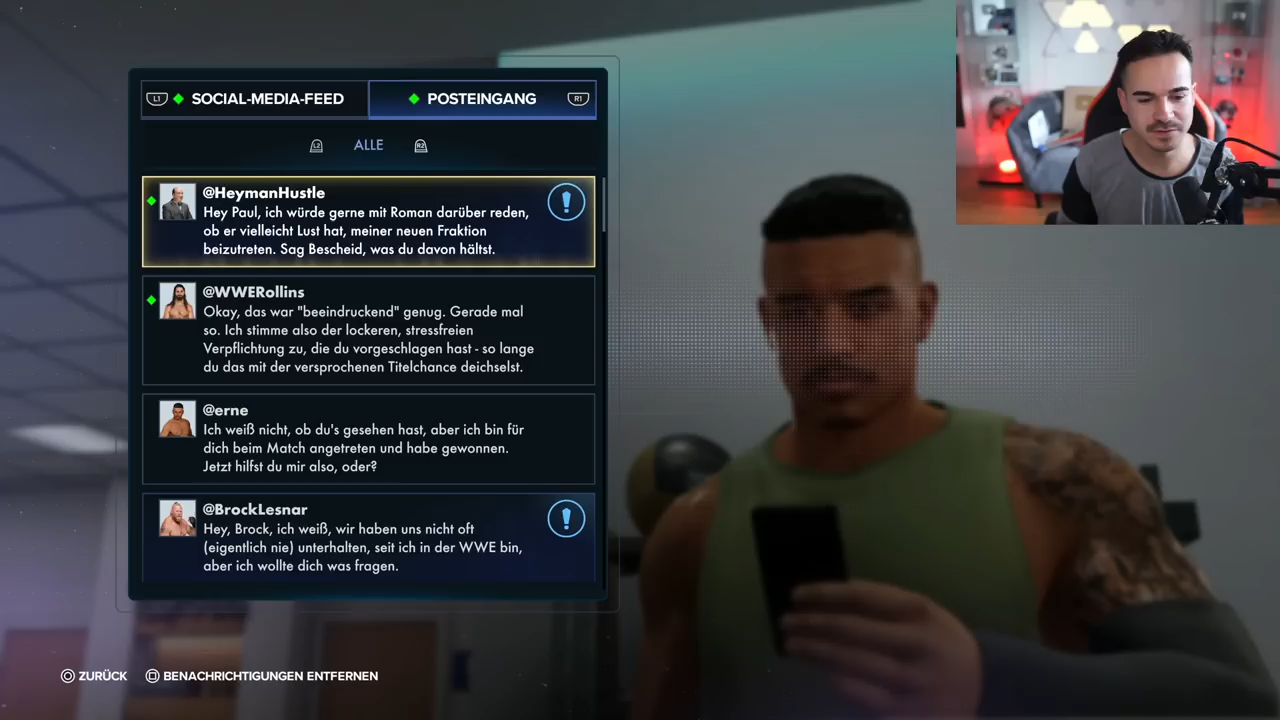 L1 SOCIAL-MEDIA-FEED POSTEINGANG R1
L2 ALLE R2
@HeymanHustle
Hey Paul, ich würde gerne mit Roman darüber reden,
ob er vielleicht Lust hat, meiner neuen Fraktion
beizutreten. Sag Bescheid, was du davon hältst.
@WWERollins
Okay, das war "beeindruckend" genug. Gerade mal
so. Ich stimme also der lockeren, stressfreien
Verpflichtung zu, die du vorgeschlagen hast - so lange
du das mit der versprochenen Titelchance deichselst.
@erne
Ich weiß nicht, ob du's gesehen hast, aber ich bin für
dich beim Match angetreten und habe gewonnen.
Jetzt hilfst du mir also, oder?
@BrockLesnar
Hey, Brock, ich weiß, wir haben uns nicht oft
(eigentlich nie) unterhalten, seit ich in der WWE bin,
aber ich wollte dich was fragen.
ZURÜCK BENACHRICHTIGUNGEN ENTFERNEN